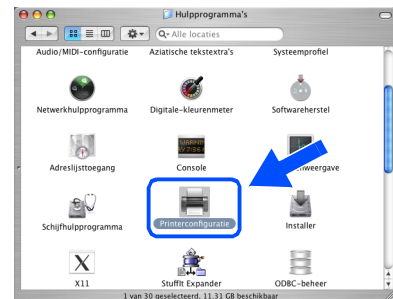 Hulpprogramma's
Alle locaties
Audio/MIDI-configuratie Aziatische tekstextra's Systeemprofiel
Netwerkhulpprogramma Digitale-kleurenmeter Softwareherstel
Adreslijsttoegang Console weergave
Schijfhulpprogramma Printerconfiguratie Installer
X11 StuffIt Expander ODBC-beheer
1 van 30 geselecteerd, 11,31 GB beschikbaar